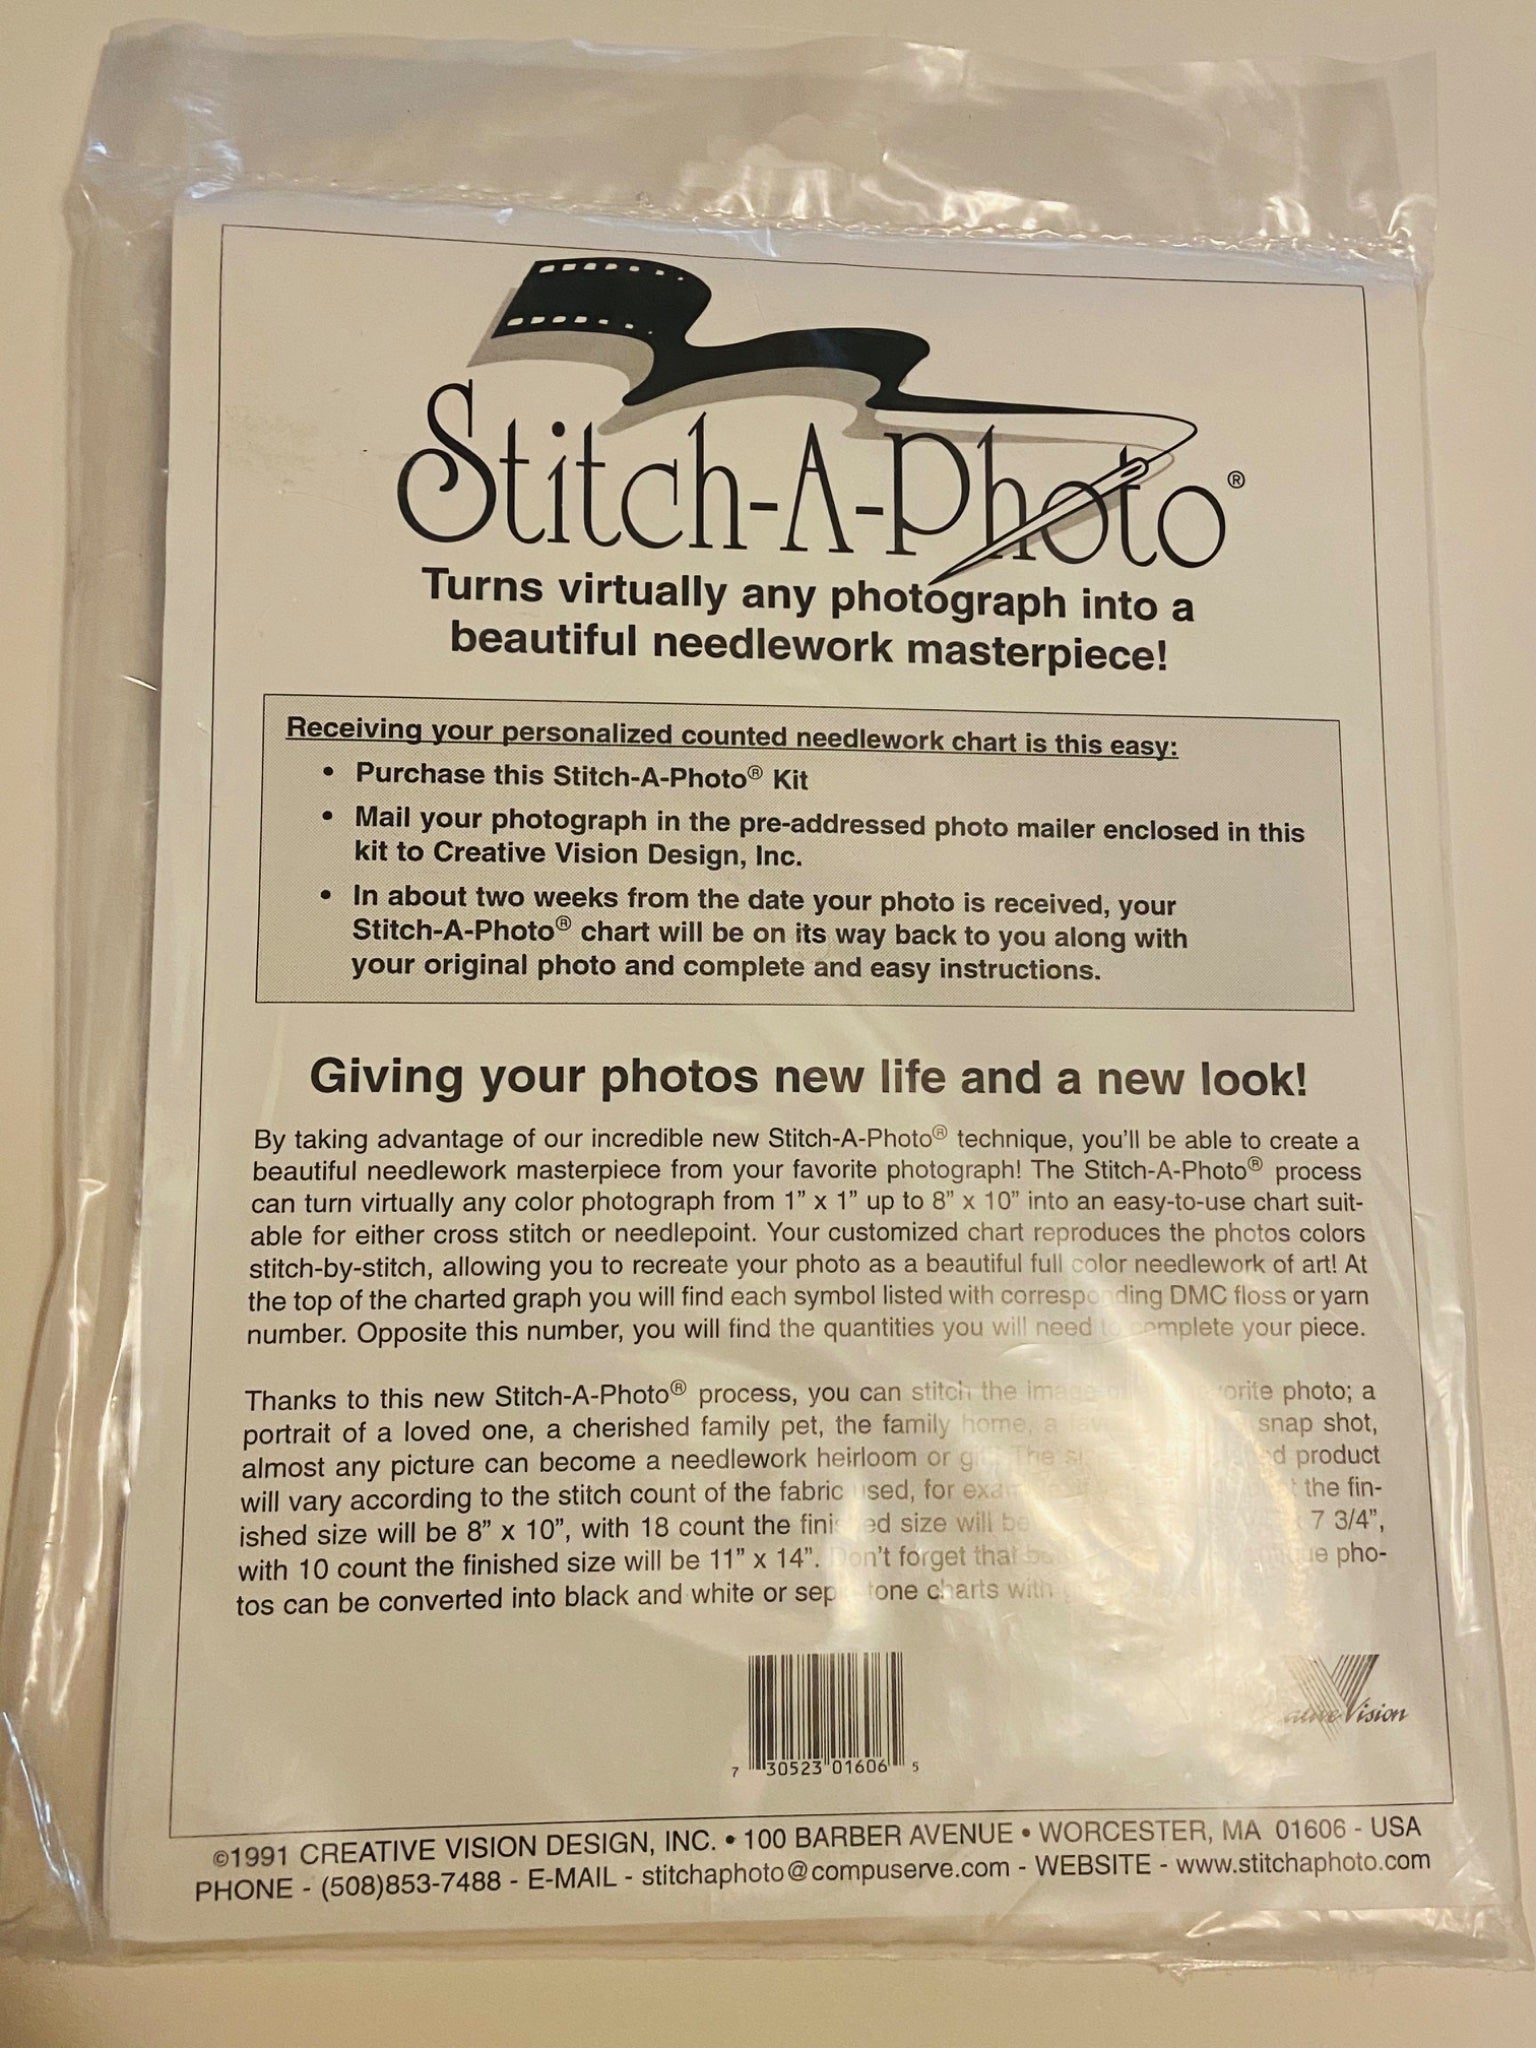 Stitch-A-Photo®
Turns virtually any photograph into a
beautiful needlework masterpiece!
Receiving your personalized counted needlework chart is this easy:
• Purchase this Stitch-A-Photo® Kit
• Mail your photograph in the pre-addressed photo mailer enclosed in this
kit to Creative Vision Design, Inc.
• In about two weeks from the date your photo is received, your
Stitch-A-Photo® chart will be on its way back to you along with
your original photo and complete and easy instructions.
Giving your photos new life and a new look!
By taking advantage of our incredible new Stitch-A-Photo® technique, you'll be able to create a
beautiful needlework masterpiece from your favorite photograph! The Stitch-A-Photo® process
can turn virtually any color photograph from 1” x 1” up to 8” x 10” into an easy-to-use chart suit-
able for either cross stitch or needlepoint. Your customized chart reproduces the photos colors
stitch-by-stitch, allowing you to recreate your photo as a beautiful full color needlework of art! At
the top of the charted graph you will find each symbol listed with corresponding DMC floss or yarn
number. Opposite this number, you will find the quantities you will need to complete your piece.
Thanks to this new Stitch-A-Photo® process, you can stitch the image photo; a
portrait of a loved one, a cherished family pet, the family home, a snap shot,
almost any picture can become a needlework heirloom or The product
will vary according to the stitch count of the fabric used, for the fin-
ished size will be 8” x 10”, with 18 count the finished size will be 7 3/4”,
with 10 count the finished size will be 11” x 14”. Don't forget that pho-
tos can be converted into black and white or sepia tone charts with
7 30523 01606 5
Vision
©1991 CREATIVE VISION DESIGN, INC. • 100 BARBER AVENUE • WORCESTER, MA 01606 - USA
PHONE - (508)853-7488 - E-MAIL - stitchaphoto@compuserve.com - WEBSITE - www.stitchaphoto.com